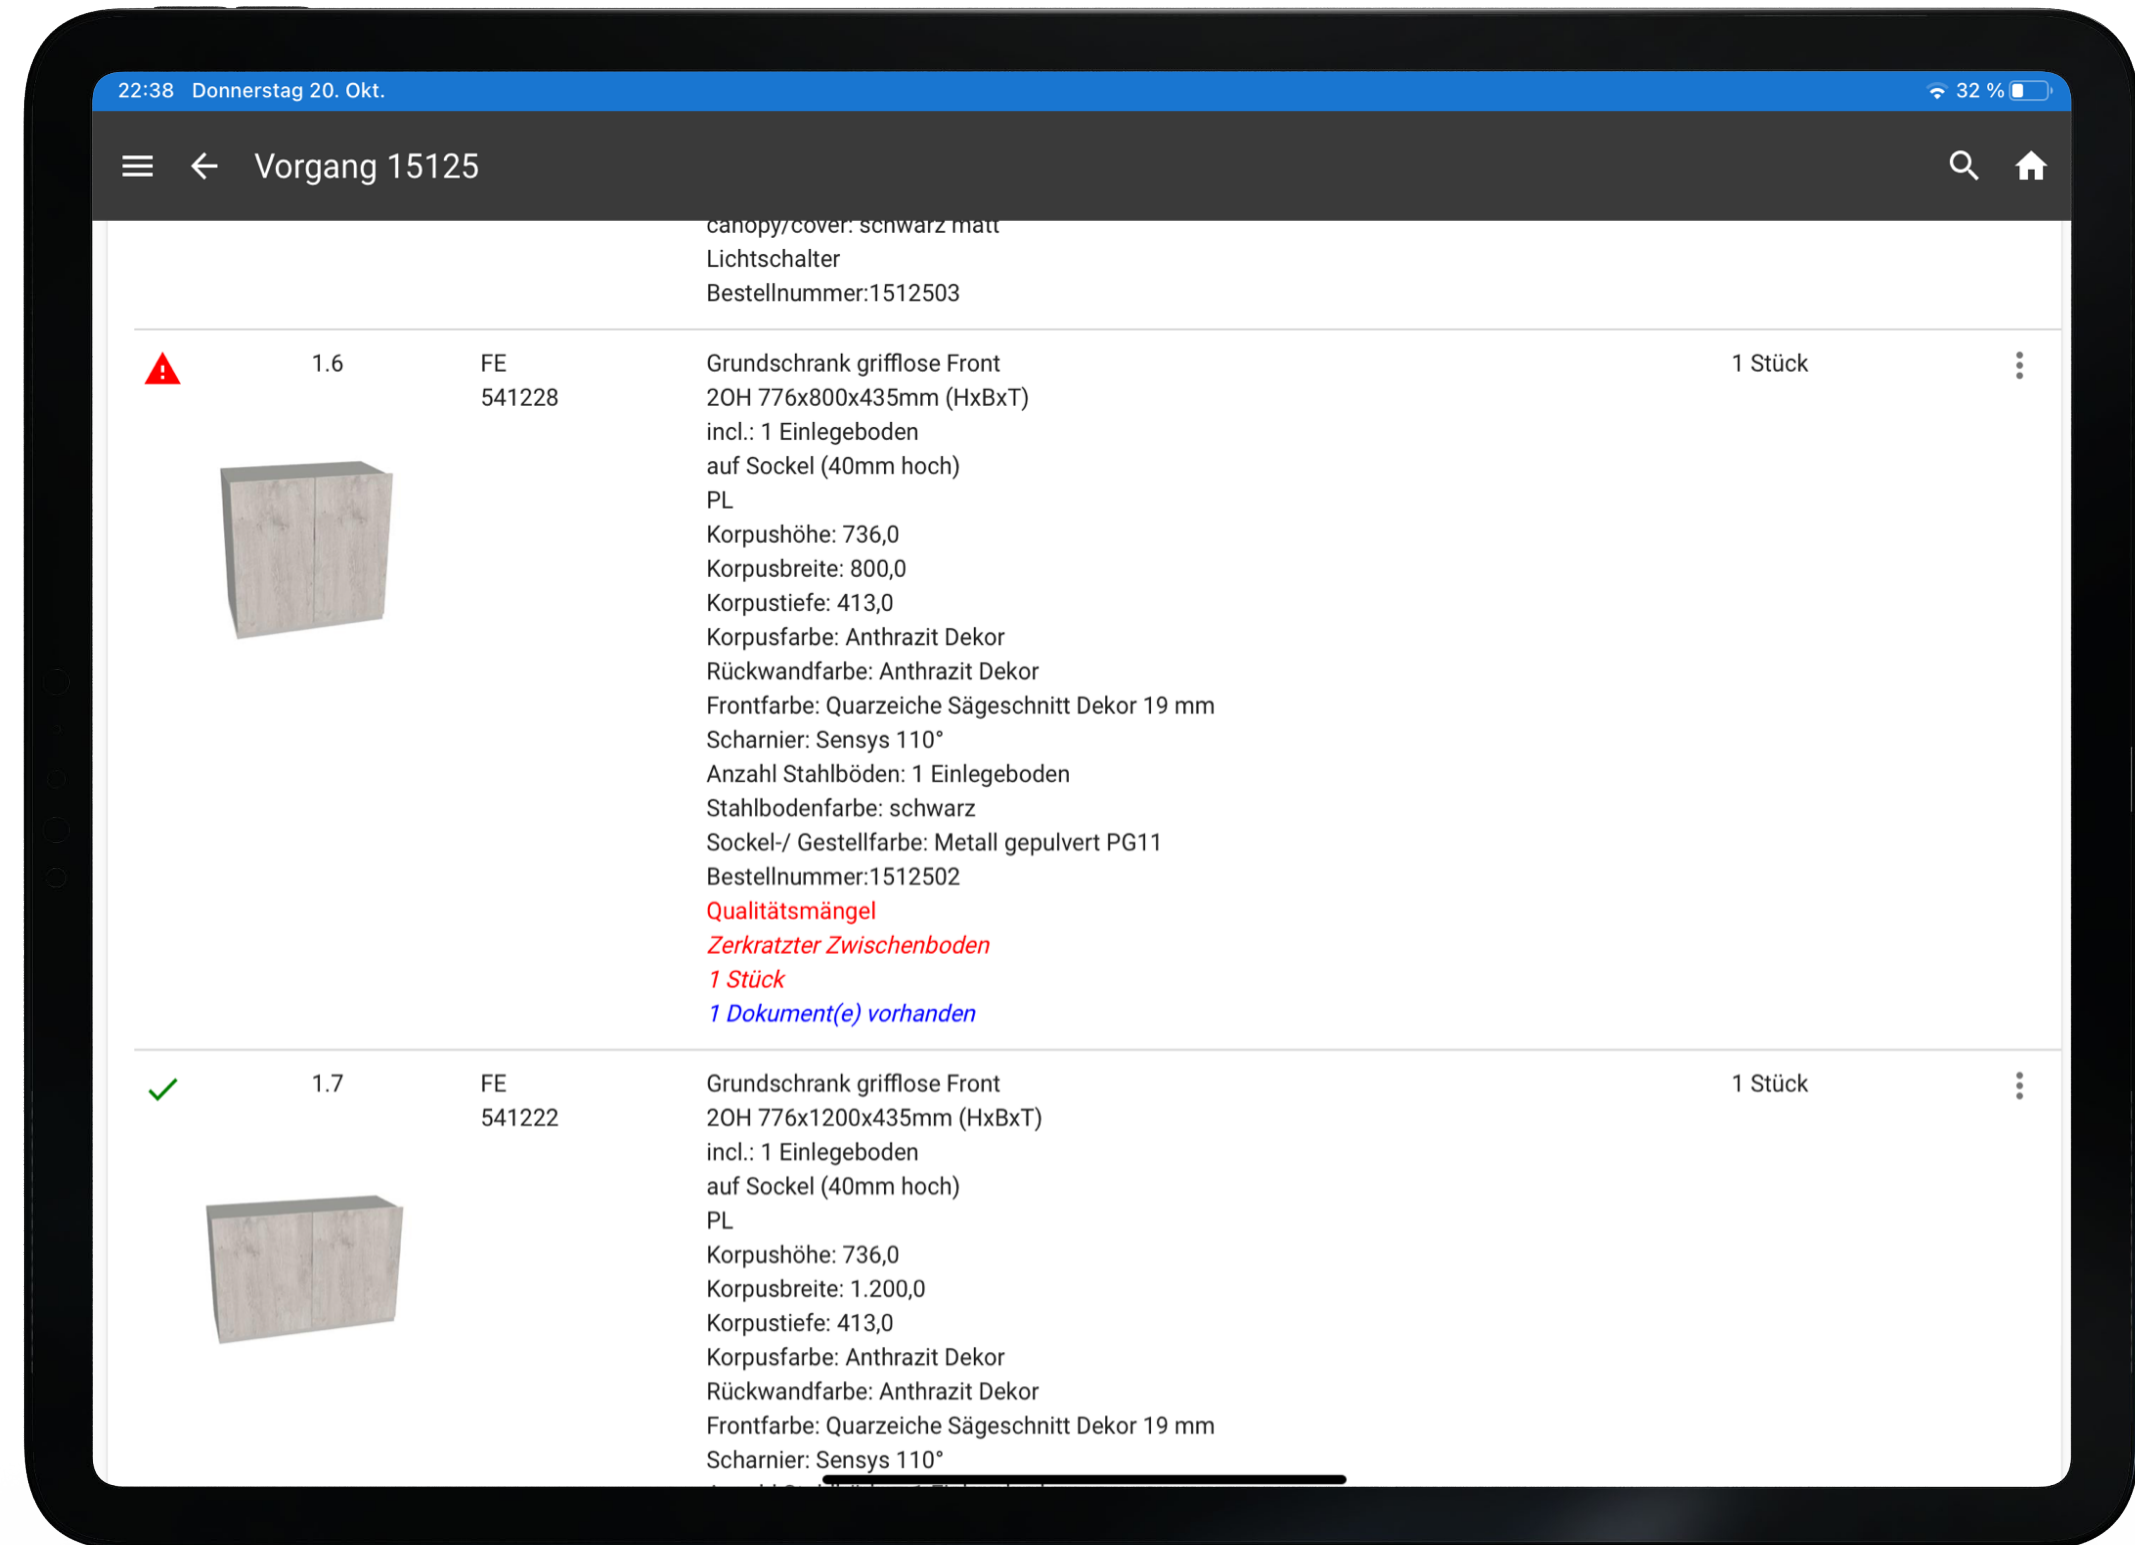 22:38 Donnerstag 20. Okt. 32 %
Vorgang 15125
canopy/cover: schwarz matt
Lichtschalter
Bestellnummer:1512503
1.6 FE Grundschrank grifflose Front 1 Stück
541228 2OH 776x800x435mm (HxBxT)
incl.: 1 Einlegeboden
auf Sockel (40mm hoch)
PL
Korpushöhe: 736,0
Korpusbreite: 800,0
Korpustiefe: 413,0
Korpusfarbe: Anthrazit Dekor
Rückwandfarbe: Anthrazit Dekor
Frontfarbe: Quarzeiche Sägeschnitt Dekor 19 mm
Scharnier: Sensys 110°
Anzahl Stahlböden: 1 Einlegeboden
Stahlbodenfarbe: schwarz
Sockel-/ Gestellfarbe: Metall gepulvert PG11
Bestellnummer:1512502
Qualitätsmängel
Zerkratzter Zwischenboden
1 Stück
1 Dokument(e) vorhanden
1.7 FE Grundschrank grifflose Front 1 Stück
541222 2OH 776x1200x435mm (HxBxT)
incl.: 1 Einlegeboden
auf Sockel (40mm hoch)
PL
Korpushöhe: 736,0
Korpusbreite: 1.200,0
Korpustiefe: 413,0
Korpusfarbe: Anthrazit Dekor
Rückwandfarbe: Anthrazit Dekor
Frontfarbe: Quarzeiche Sägeschnitt Dekor 19 mm
Scharnier: Sensys 110°